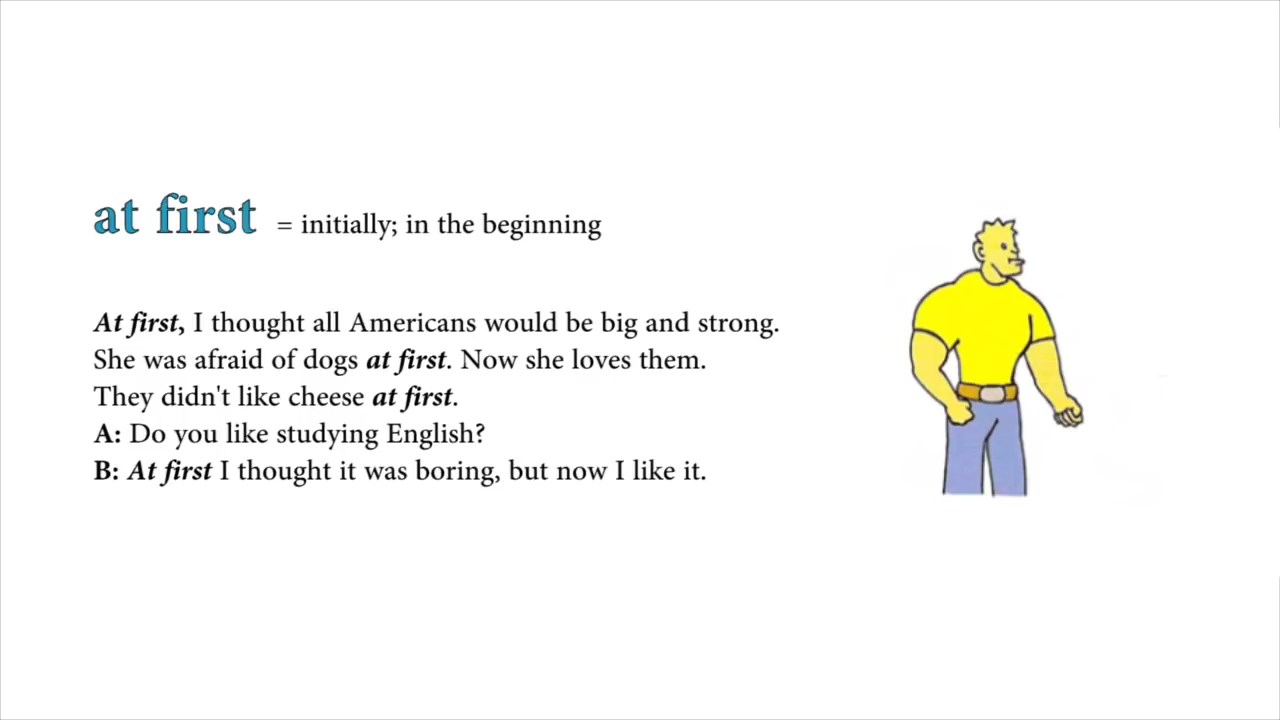 at first = initially; in the beginning
At first, I thought all Americans would be big and strong.
She was afraid of dogs at first. Now she loves them.
They didn't like cheese at first.
A: Do you like studying English?
B: At first I thought it was boring, but now I like it.